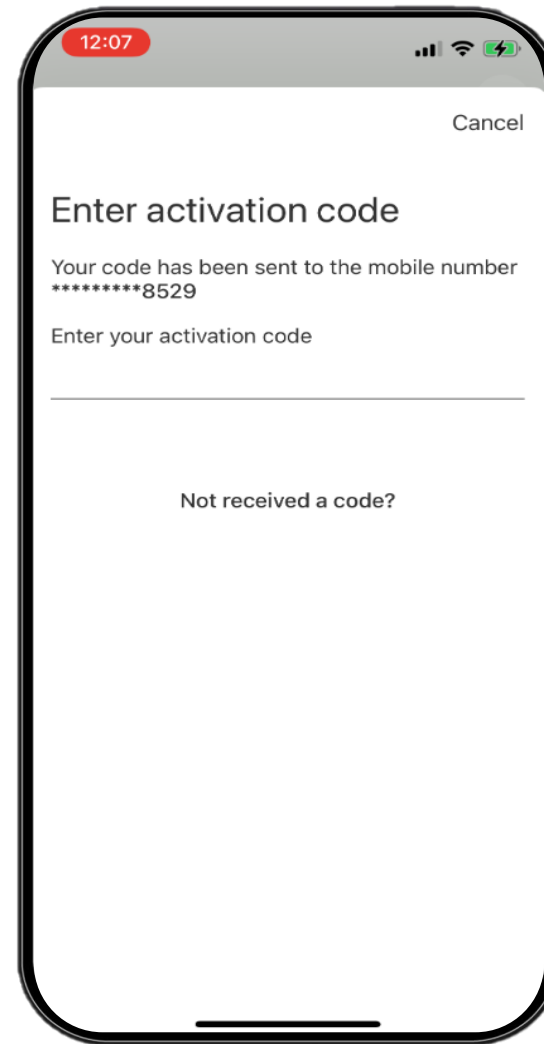 12:07
Cancel
Enter activation code
Your code has been sent to the mobile number
*********8529
Enter your activation code
Not received a code?